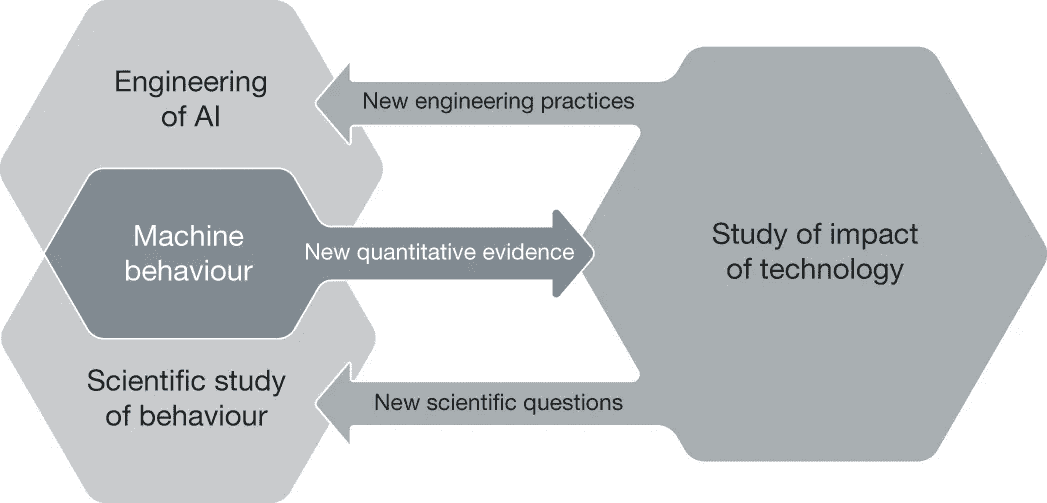 Engineering
of AI
New engineering practices
Machine
behaviour
New quantitative evidence
Study of impact
of technology
Scientific study
of behaviour
New scientific questions